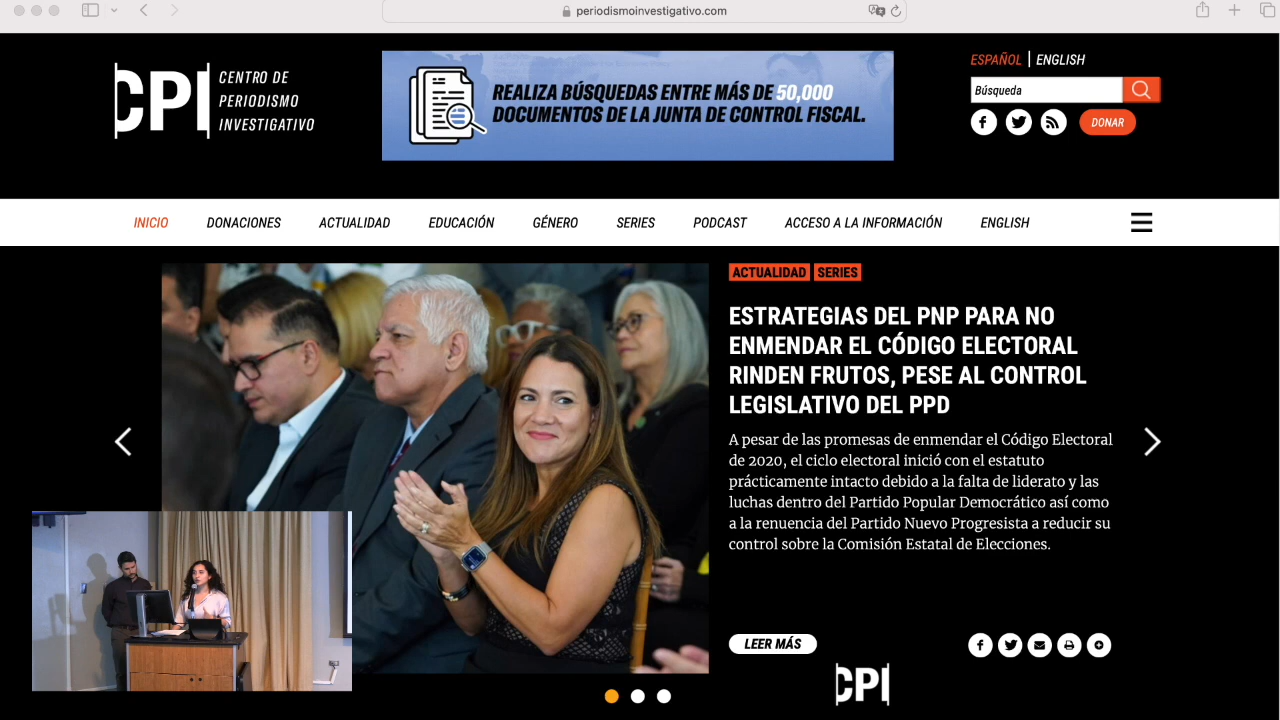 periodismoinvestigativo.com
CPI
CENTRO DE
PERIODISMO
INVESTIGATIVO
REALIZA BÚSQUEDAS ENTRE MÁS DE 50,000
DOCUMENTOS DE LA JUNTA DE CONTROL FISCAL.
ESPAÑOL | ENGLISH
Búsqueda
DONAR
INICIO DONACIONES ACTUALIDAD EDUCACIÓN GÉNERO SERIES PODCAST ACCESO A LA INFORMACIÓN ENGLISH
ACTUALIDAD SERIES
ESTRATEGIAS DEL PNP PARA NO
ENMENDAR EL CÓDIGO ELECTORAL
RINDEN FRUTOS, PESE AL CONTROL
LEGISLATIVO DEL PPD
A pesar de las promesas de enmendar el Código Electoral
de 2020, el ciclo electoral inició con el estatuto
prácticamente intacto debido a la falta de liderato y las
luchas dentro del Partido Popular Democrático así como
a la renuencia del Partido Nuevo Progresista a reducir su
control sobre la Comisión Estatal de Elecciones.
LEER MÁS
CPI